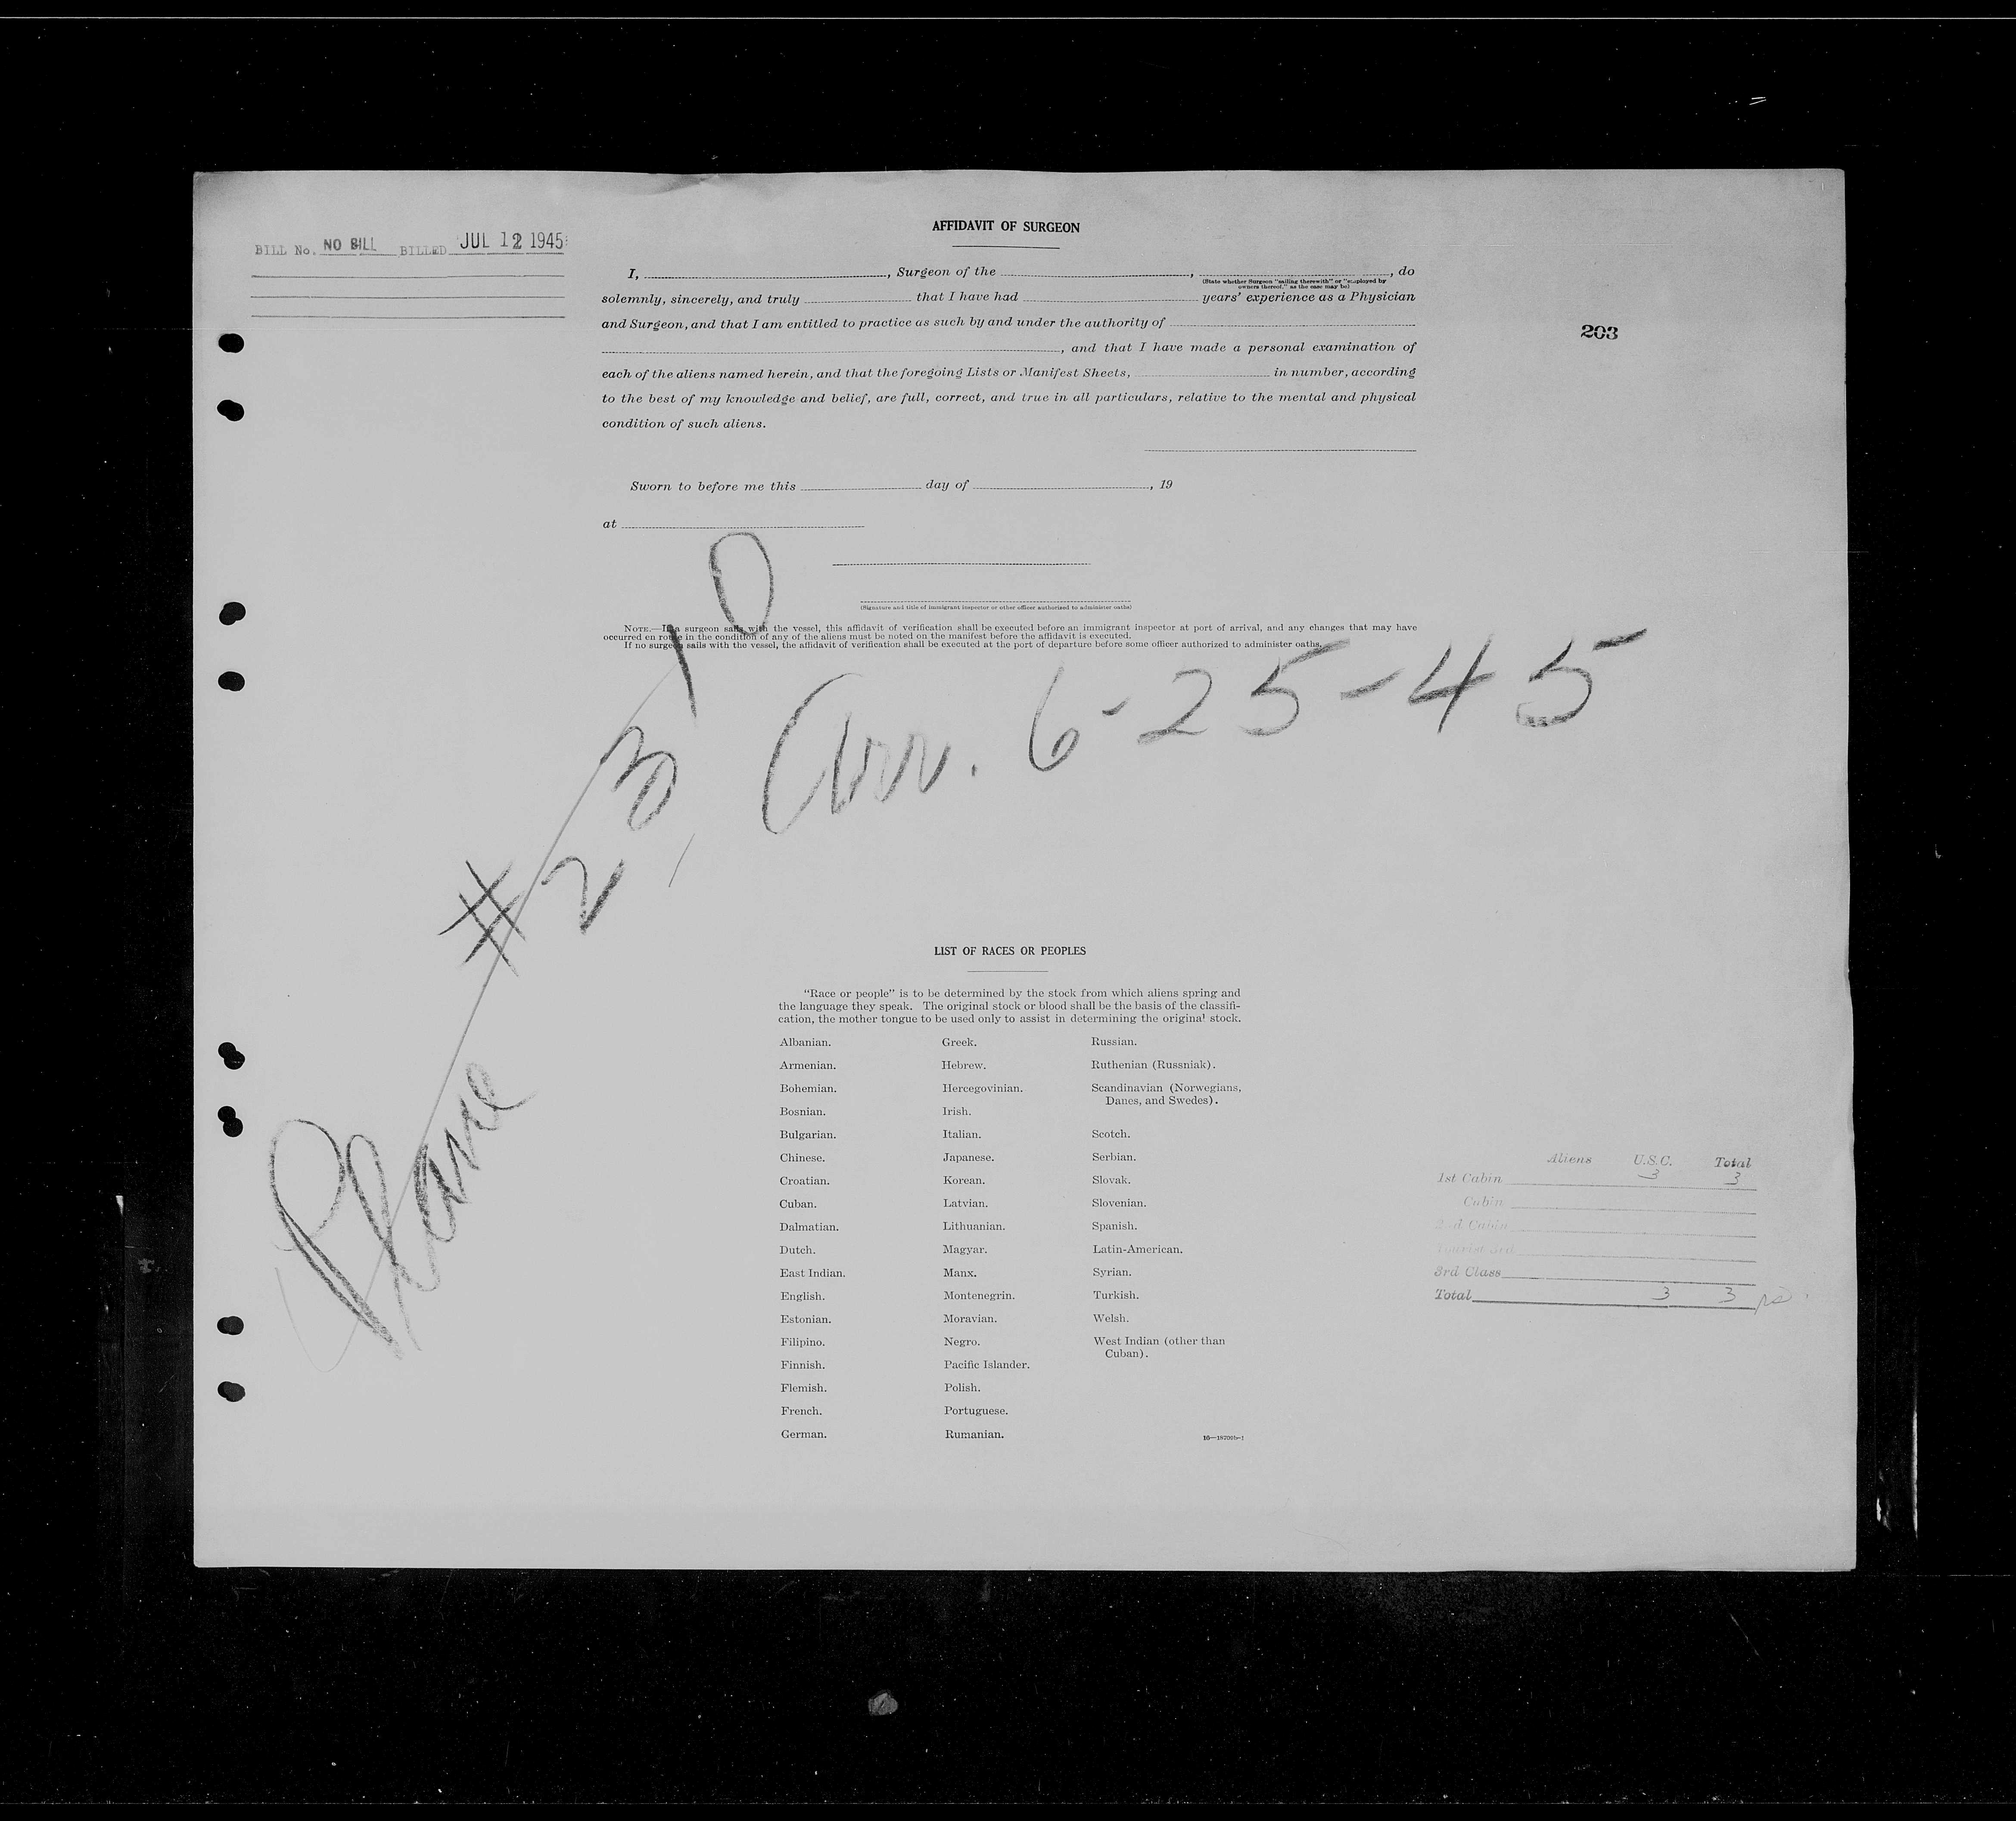 BILL No. NO BILL BILLED JUL 12 1945
AFFIDAVIT OF SURGEON
I, , Surgeon of the , , do
(State whether Surgeon "sailing therewith" or "employed by
owners thereof," as the case may be)
solemnly, sincerely, and truly that I have had years' experience as a Physician
and Surgeon, and that I am entitled to practice as such by and under the authority of
203
, and that I have made a personal examination of
each of the aliens named herein, and that the foregoing Lists or Manifest Sheets, in number, according
to the best of my knowledge and belief, are full, correct, and true in all particulars, relative to the mental and physical
condition of such aliens.
Sworn to before me this day of , 19
at
(Signature and title of immigrant inspector or other officer authorized to administer oaths)
NOTE.—If a surgeon sails with the vessel, this affidavit of verification shall be executed before an immigrant inspector at port of arrival, and any changes that may have
occurred en route in the condition of any of the aliens must be noted on the manifest before the affidavit is executed.
If no surgeon sails with the vessel, the affidavit of verification shall be executed at the port of departure before some officer authorized to administer oaths.
Plane #2310
Arr. 6-25-45
LIST OF RACES OR PEOPLES
"Race or people" is to be determined by the stock from which aliens spring and
the language they speak. The original stock or blood shall be the basis of the classifi-
cation, the mother tongue to be used only to assist in determining the original stock.
Albanian.
Armenian.
Bohemian.
Bosnian.
Bulgarian.
Chinese.
Croatian.
Cuban.
Dalmatian.
Dutch.
East Indian.
English.
Estonian.
Filipino.
Finnish.
Flemish.
French.
German.
Greek.
Hebrew.
Hercegovinian.
Irish.
Italian.
Japanese.
Korean.
Latvian.
Lithuanian.
Magyar.
Manx.
Montenegrin.
Moravian.
Negro.
Pacific Islander.
Polish.
Portuguese.
Rumanian.
Russian.
Ruthenian (Russniak).
Scandinavian (Norwegians,
Danes, and Swedes).
Scotch.
Serbian.
Slovak.
Slovenian.
Spanish.
Latin-American.
Syrian.
Turkish.
Welsh.
West Indian (other than
Cuban).
Aliens U.S.C. Total
1st Cabin 3 3
Cabin
2nd Cabin
Tourist 3rd
3rd Class
Total 3 3